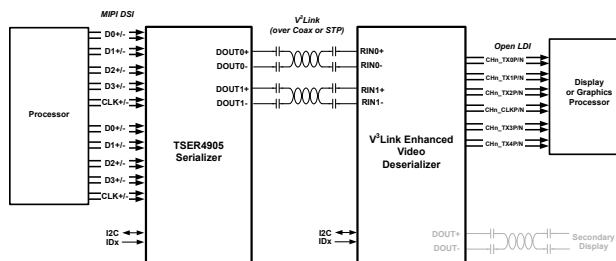 MIPI DSI
V³Link
(over Coax or STP)
Open LDI
Processor
D0+/-
D1+/-
D2+/-
D3+/-
CLK+/-
D0+/-
D1+/-
D2+/-
D3+/-
CLK+/-
I2C
IDx
TSER4905
Serializer
DOUT0+
DOUT0-
DOUT1+
DOUT1-
RIN0+
RIN0-
RIN1+
RIN1-
V³Link Enhanced
Video
Deserializer
I2C
IDx
CHn_TX0P/N
CHn_TX1P/N
CHn_TX2P/N
CHn_CLKP/N
CHn_TX3P/N
CHn_TX4P/N
Display
or Graphics
Processor
DOUT+
DOUT-
Secondary
Display